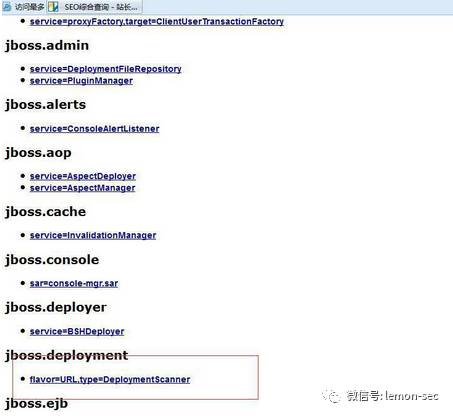 访问最多
SEO综合查询 - 站长...
service=proxyFactory,target=ClientUserTransactionFactory
jboss.admin
service=DeploymentFileRepository
service=PluginManager
jboss.alerts
service=ConsoleAlertListener
jboss.aop
service=AspectDeployer
service=AspectManager
jboss.cache
service=InvalidationManager
jboss.console
sar=console-mgr.sar
jboss.deployer
service=BSHDeployer
jboss.deployment
flavor=URL,type=DeploymentScanner
jboss.ejb
微信号: lemon-sec